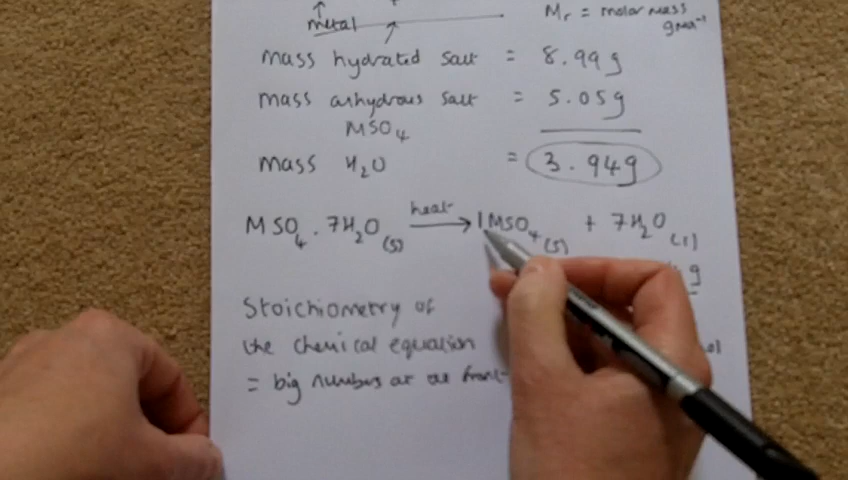 metal
Mr = molar mass
gmol⁻¹
mass hydrated salt = 8.99g
mass anhydrous salt = 5.05g
MSO₄
mass H₂O = 3.94g
MSO₄.7H₂O(s) heat → 1MSO₄(s) + 7H₂O(l)
g
Stoichiometry of
the chemical equation
= big numbers at the front